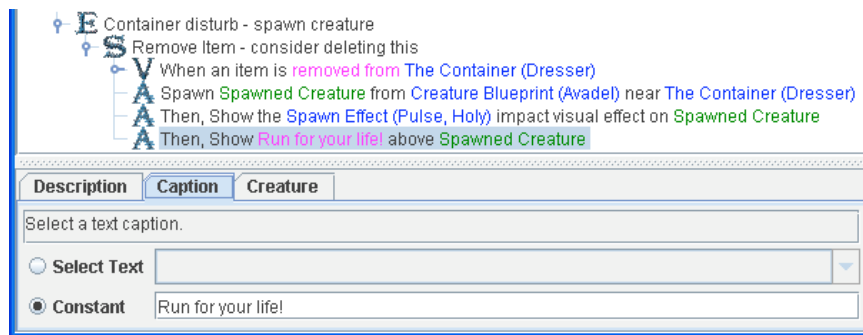 E Container disturb - spawn creature
S Remove Item - consider deleting this
V When an item is removed from The Container (Dresser)
A Spawn Spawned Creature from Creature Blueprint (Avadel) near The Container (Dresser)
A Then, Show the Spawn Effect (Pulse, Holy) impact visual effect on Spawned Creature
A Then, Show Run for your life! above Spawned Creature
Description Caption Creature
Select a text caption.
Select Text
Constant Run for your life!